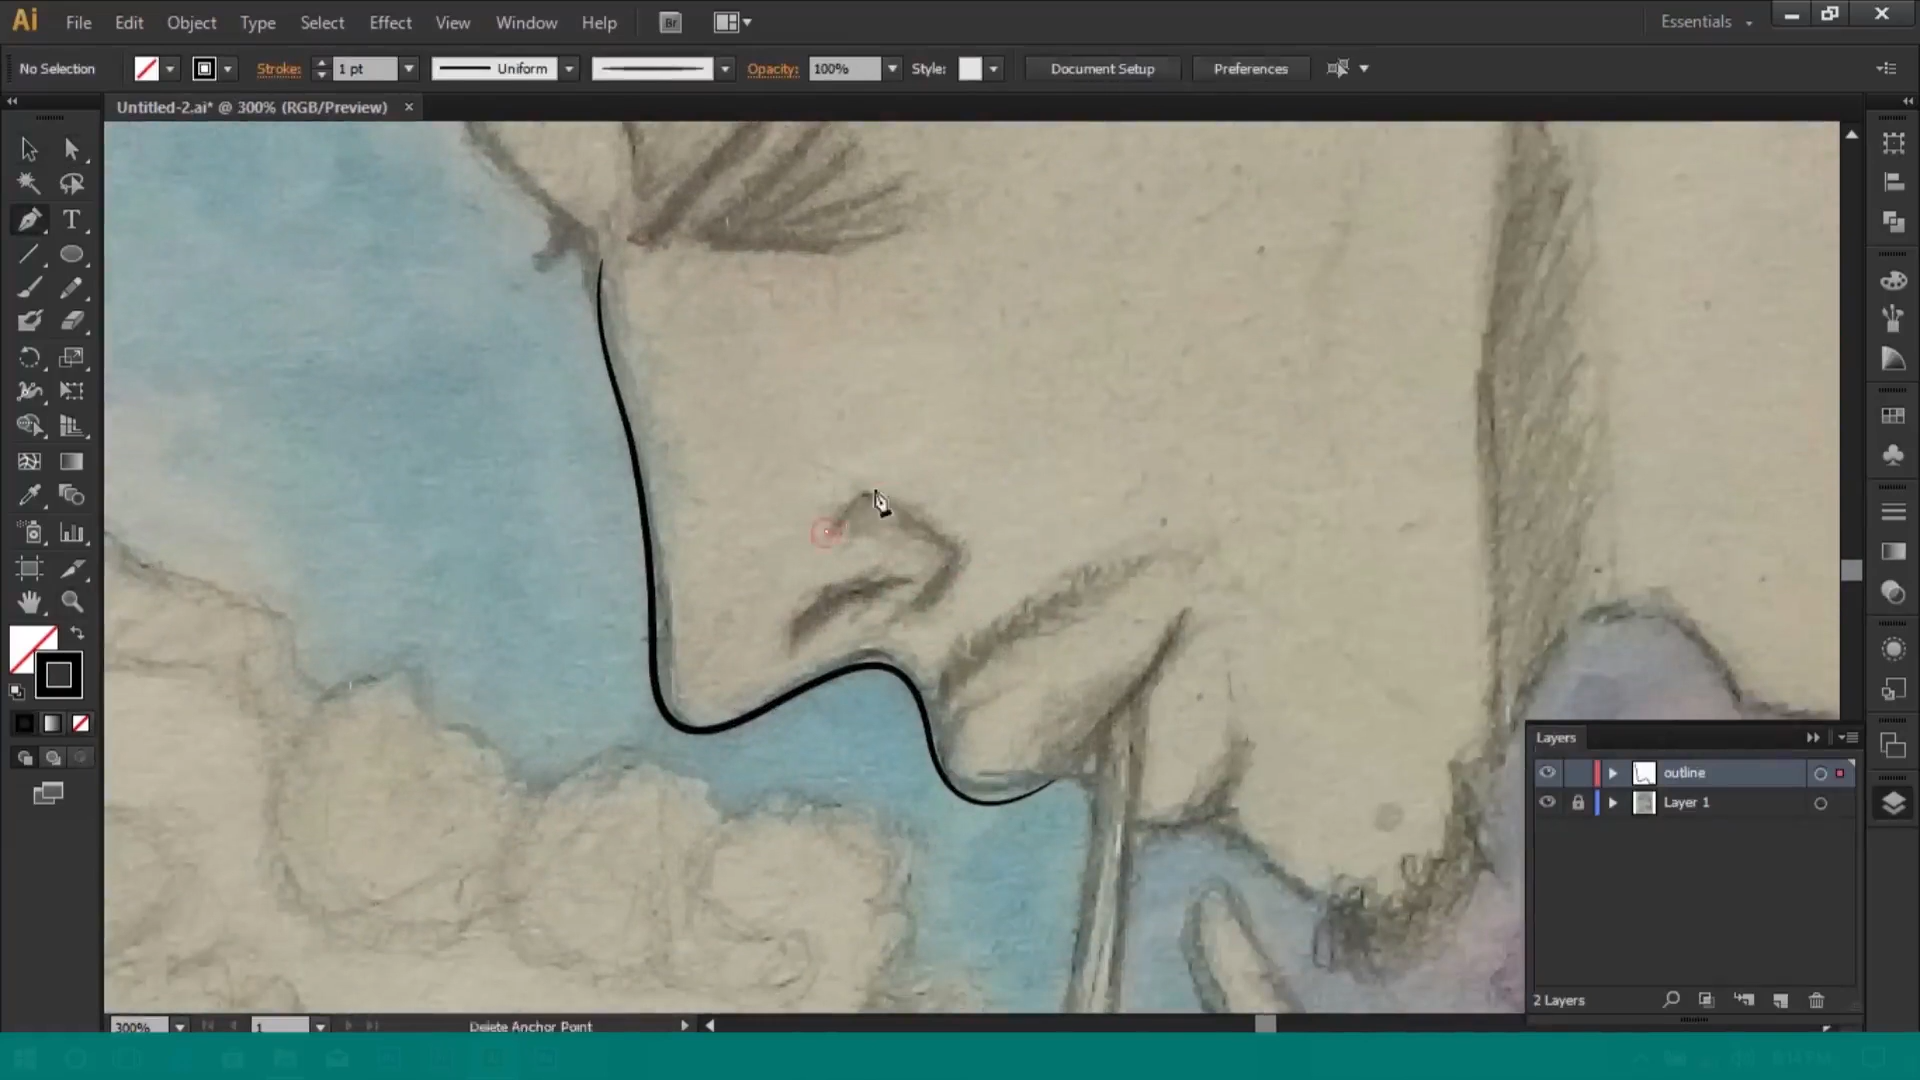 Ai File Edit Object Type Select Effect View Window Help Br Essentials
No Selection Stroke: 1 pt Uniform Opacity: 100% Style: Document Setup Preferences
Untitled-2.ai* @ 300% (RGB/Preview)
T
Layers
outline
Layer 1
2 Layers
300% 1 Delete Anchor Point